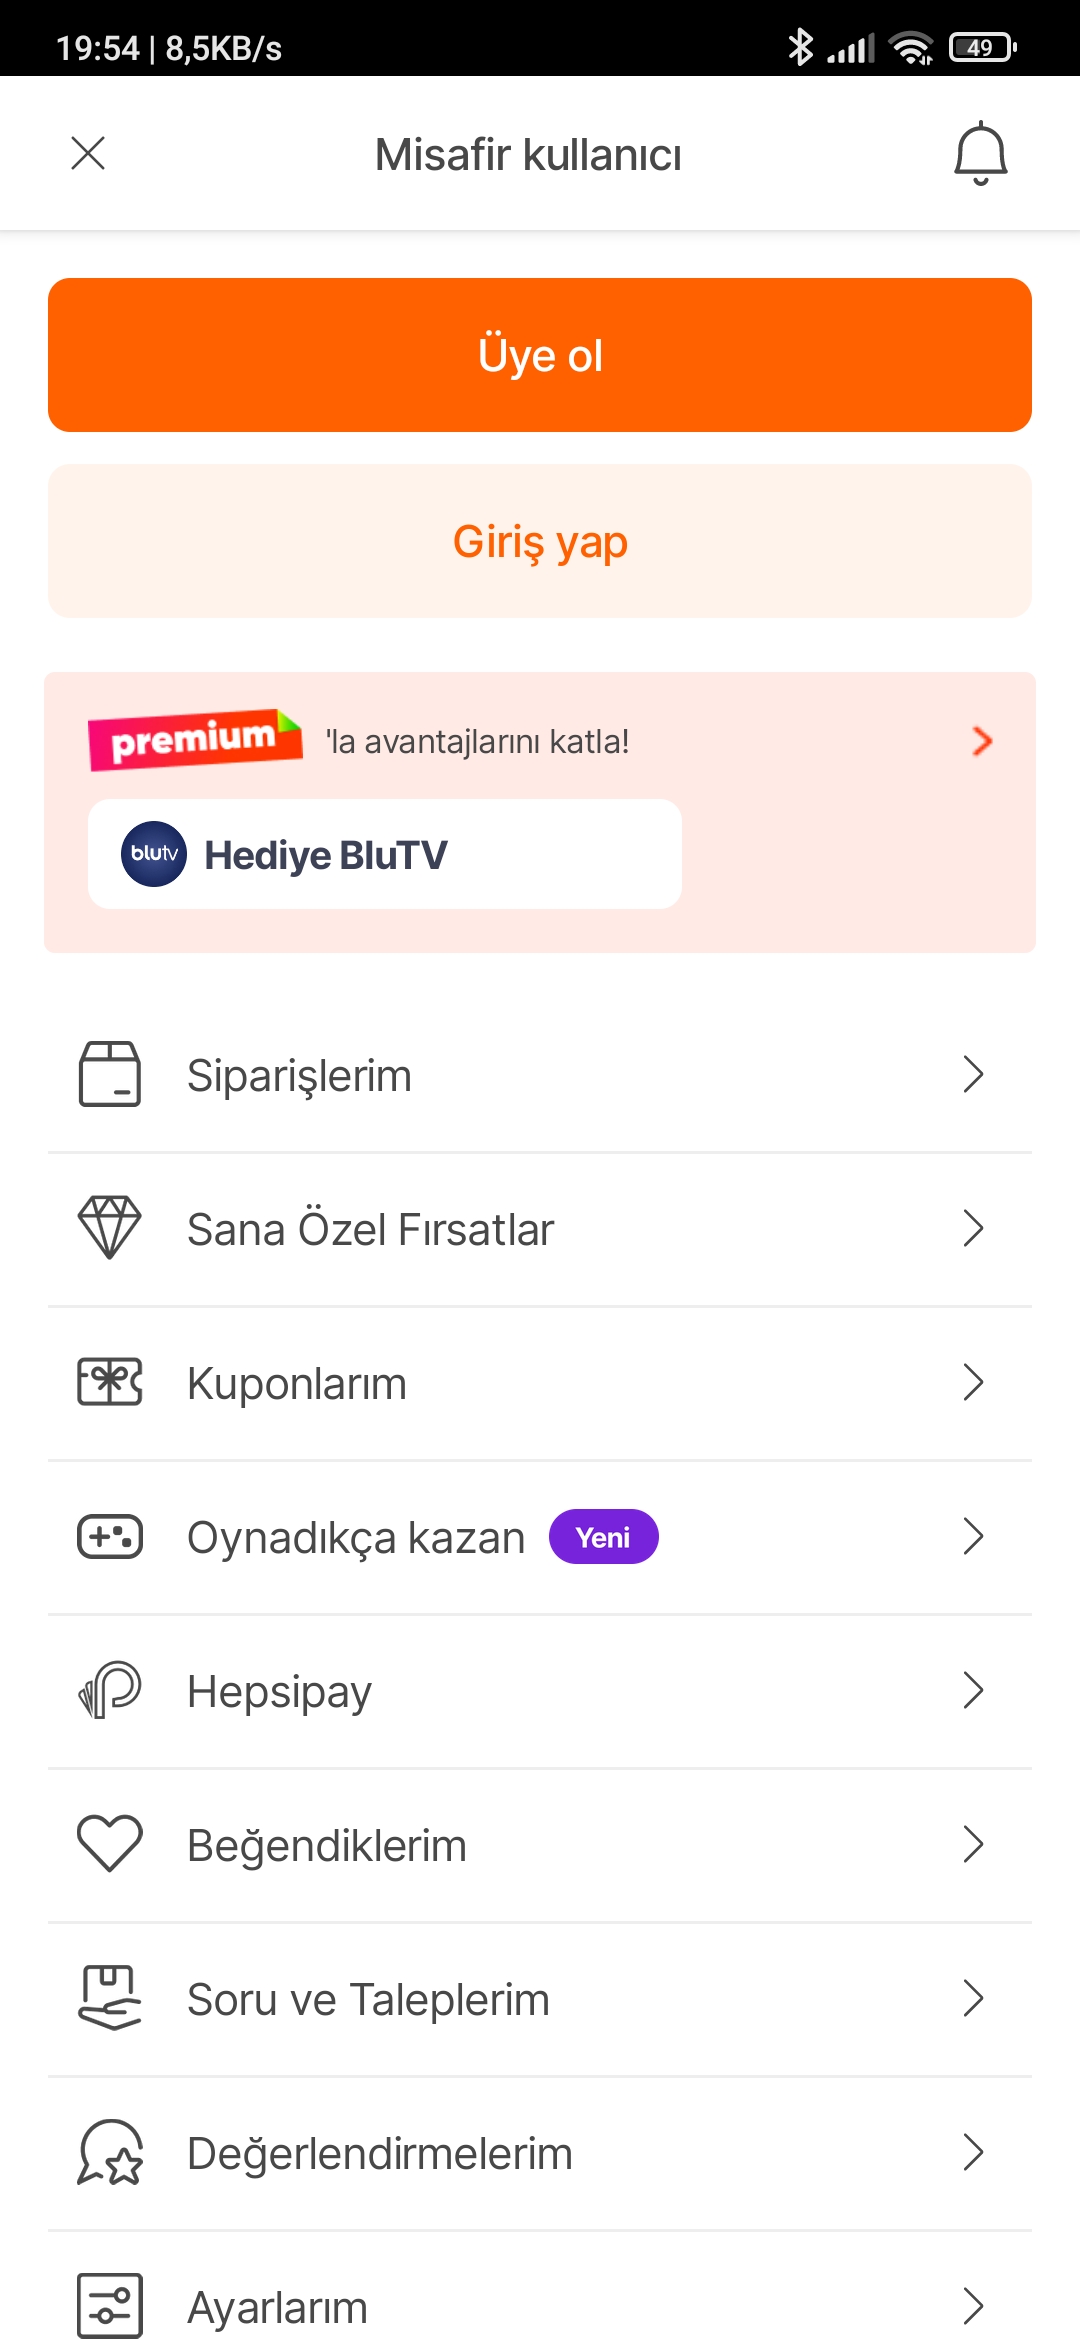 19:54 | 8,5KB/s
49
Misafir kullanıcı
Üye ol
Giriş yap
premium 'la avantajlarını katla!
blutv Hediye BluTV
Siparişlerim
Sana Özel Fırsatlar
Kuponlarım
Oynadıkça kazan Yeni
Hepsipay
Beğendiklerim
Soru ve Taleplerim
Değerlendirmelerim
Ayarlarım